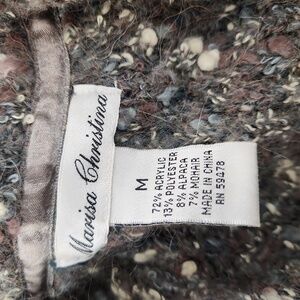 Marisa Christina
M
72% ACRYLIC
13% POLYESTER
8% ALPACA
7% MOHAIR
MADE IN CHINA
RN 59478